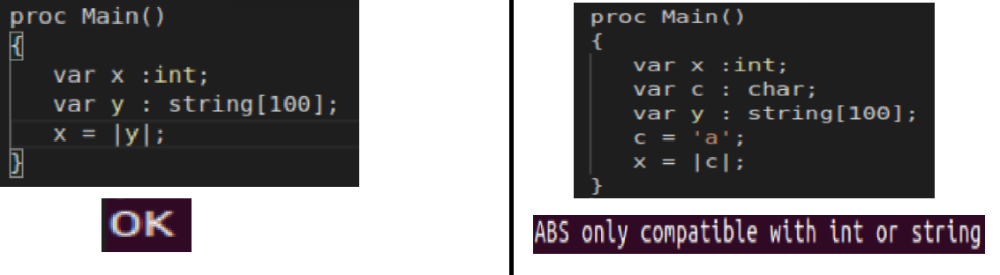 proc Main()
{
var x :int;
var y : string[100];
x = |y|;
}
OK
proc Main()
{
var x :int;
var c : char;
var y : string[100];
c = 'a';
x = |c|;
}
ABS only compatible with int or string